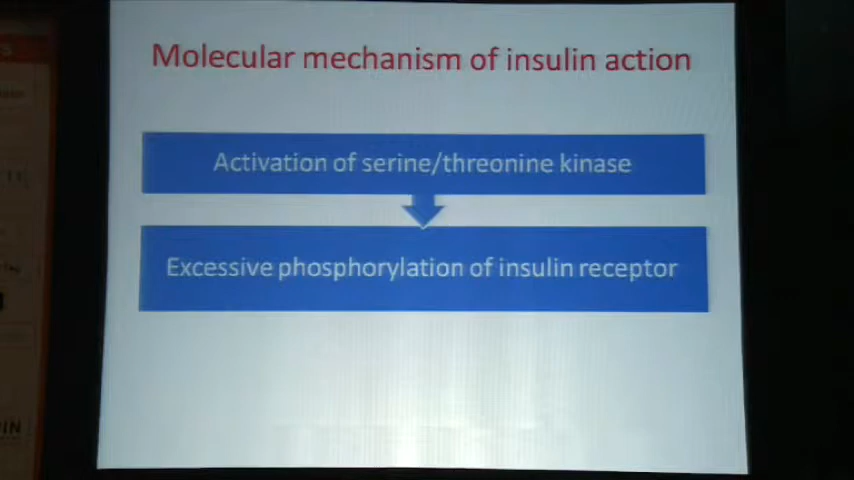 Molecular mechanism of insulin action
Activation of serine/threonine kinase
Excessive phosphorylation of insulin receptor